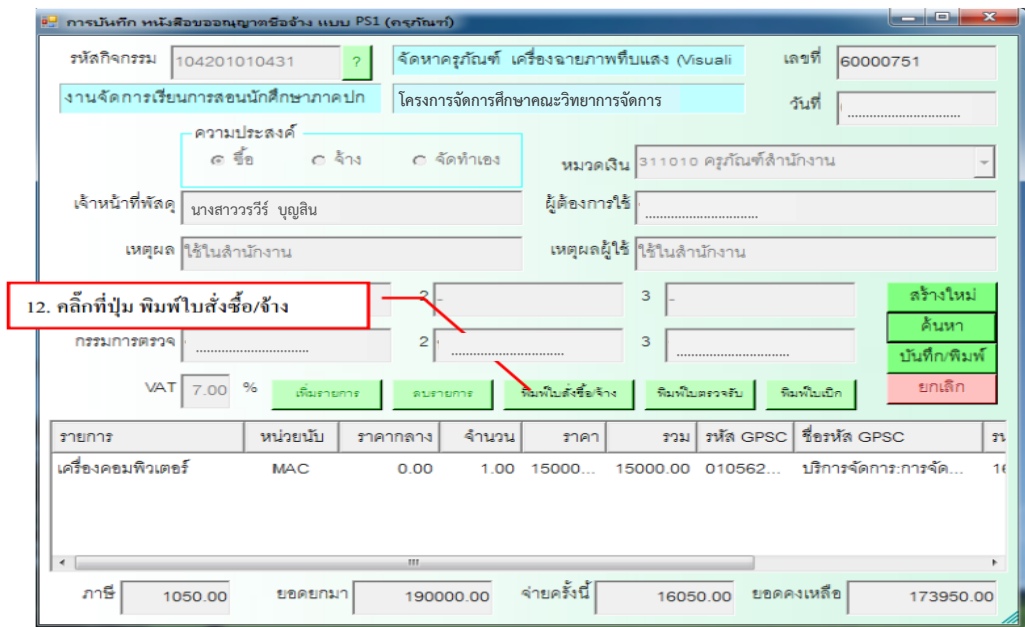 การบันทึก หนังสือขออนุญาตซื้อจ้าง แบบ PS1 (ครุภัณฑ์)
รหัสกิจกรรม 104201010431 ? จัดหาครุภัณฑ์ เครื่องฉายภาพทึบแสง (Visuali เลขที่ 60000751
งานจัดการเรียนการสอนนักศึกษาภาคปก โครงการจัดการศึกษาคณะวิทยาการจัดการ วันที่
ความประสงค์
ซื้อ จ้าง จัดทำเอง หมวดเงิน 311010 ครุภัณฑ์สำนักงาน
เจ้าหน้าที่พัสดุ นางสาววรวีร์ บุญสิน ผู้ต้องการใช้
เหตุผล ใช้ในสำนักงาน เหตุผลผู้ใช้ ใช้ในสำนักงาน
12. คลิ๊กที่ปุ่ม พิมพ์ใบสั่งซื้อ/จ้าง 2 - 3 - สร้างใหม่
ค้นหา
กรรมการตรวจ 2 3 บันทึก/พิมพ์
VAT 7.00 % เพิ่มรายการ ลบรายการ พิมพ์ใบสั่งซื้อ/จ้าง พิมพ์ใบตรวจรับ พิมพ์ใบเบิก ยกเลิก
รายการ หน่วยนับ ราคากลาง จำนวน ราคา รวม รหัส GPSC ชื่อรหัส GPSC
เครื่องคอมพิวเตอร์ MAC 0.00 1.00 15000... 15000.00 010562... บริการจัดการ:การจัด... 16
ภาษี 1050.00 ยอดยกมา 190000.00 จ่ายครั้งนี้ 16050.00 ยอดคงเหลือ 173950.00